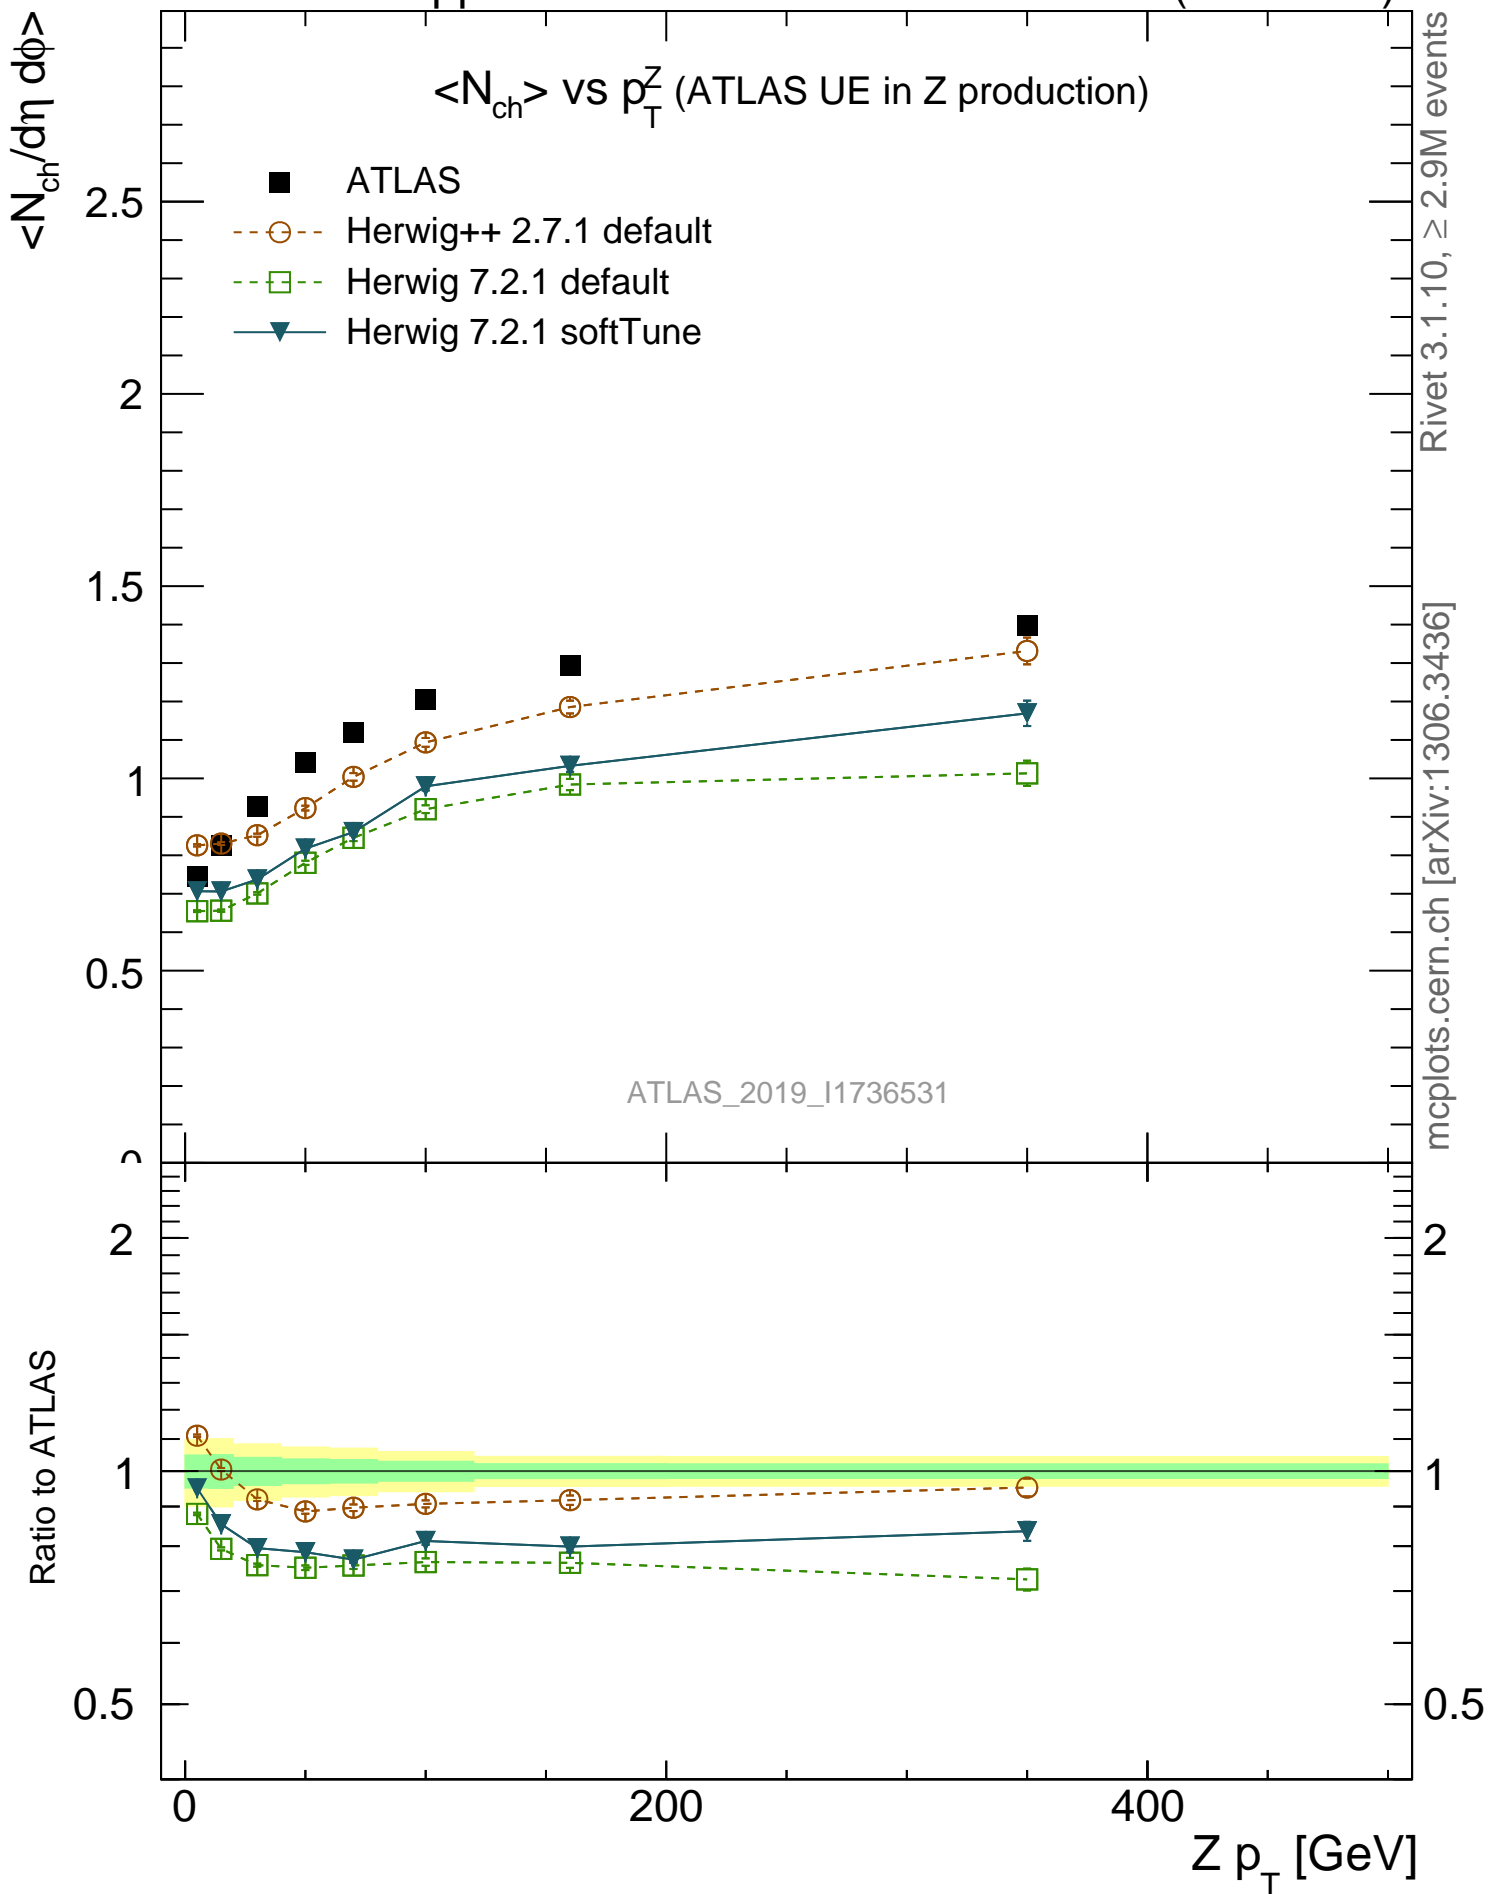 <N_ch/dη dϕ>
<N_ch> vs p_T^Z (ATLAS UE in Z production)
ATLAS
Herwig++ 2.7.1 default
Herwig 7.2.1 default
Herwig 7.2.1 softTune
2.5
2
1.5
1
0.5
0
ATLAS_2019_I1736531
Rivet 3.1.10, ≥ 2.9M events
mcplots.cern.ch [arXiv:1306.3436]
Ratio to ATLAS
2
1
0.5
2
1
0.5
0
200
400
Z p_T [GeV]